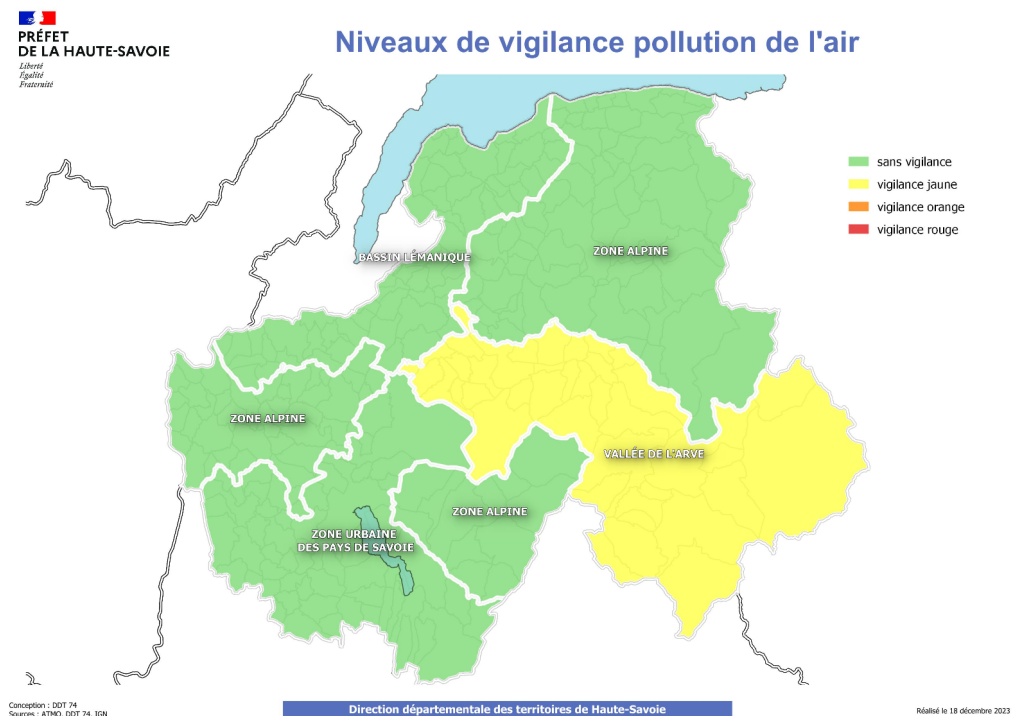 PRÉFET
DE LA HAUTE-SAVOIE
Liberté
Égalité
Fraternité
Niveaux de vigilance pollution de l'air
sans vigilance
vigilance jaune
vigilance orange
vigilance rouge
BASSIN LÉMANIQUE
ZONE ALPINE
ZONE ALPINE
VALLÉE DE L'ARVE
ZONE ALPINE
ZONE URBAINE
DES PAYS DE SAVOIE
Conception : DDT 74
Sources : ATMO, DDT 74, IGN
Direction départementale des territoires de Haute-Savoie
Réalisé le 18 décembre 2023